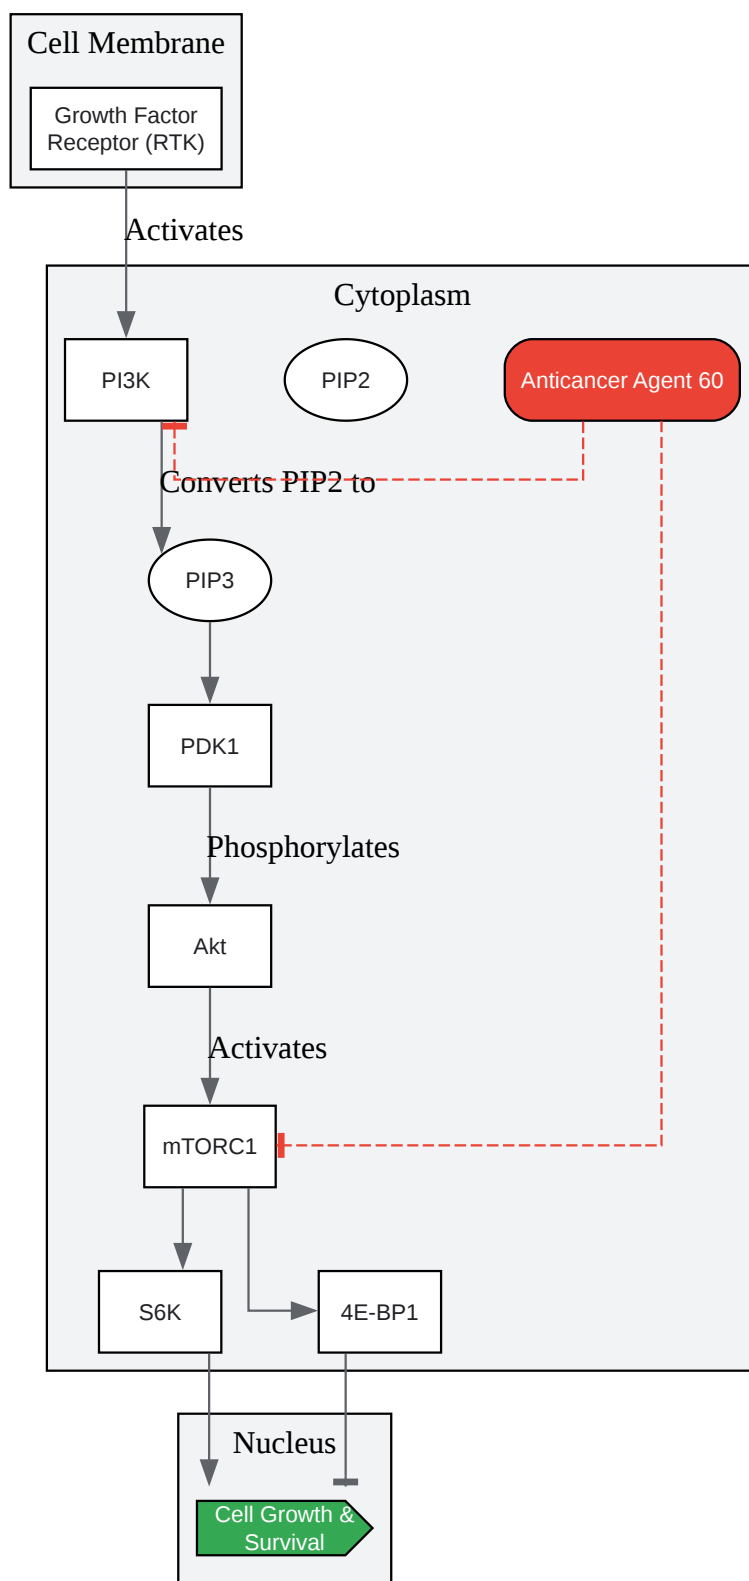 Cell Membrane
Growth Factor
Receptor (RTK)
Activates
Cytoplasm
PI3K
PIP2
Anticancer Agent 60
Converts PIP2 to
PIP3
PDK1
Phosphorylates
Akt
Activates
mTORC1
S6K
4E-BP1
Nucleus
Cell Growth &
Survival